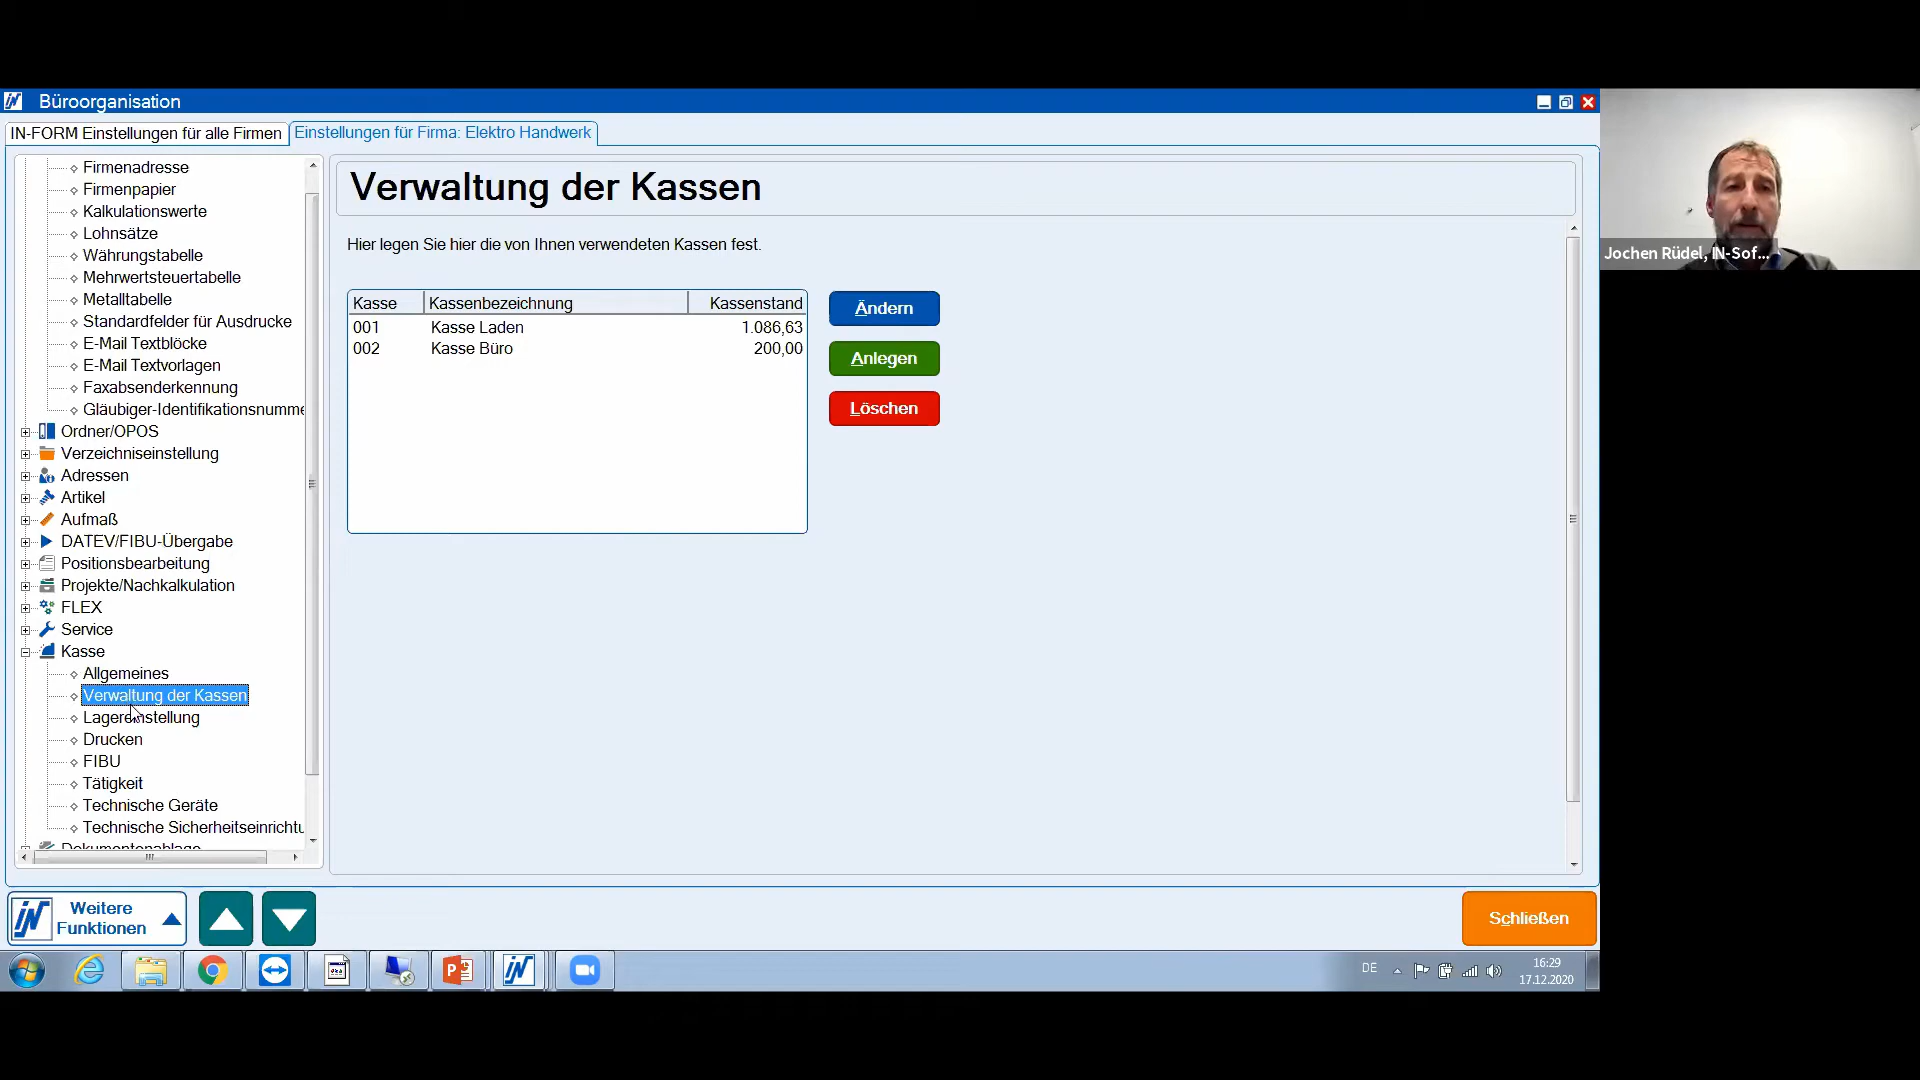 Büroorganisation
IN-FORM Einstellungen für alle Firmen
Einstellungen für Firma: Elektro Handwerk
Firmenadresse
Firmenpapier
Kalkulationswerte
Lohnsätze
Währungstabelle
Mehrwertsteuertabelle
Metalltabelle
Standardfelder für Ausdrucke
E-Mail Textblöcke
E-Mail Textvorlagen
Faxabsenderkennung
Gläubiger-Identifikationsnumme
Ordner/OPOS
Verzeichniseinstellung
Adressen
Artikel
Aufmaß
DATEV/FIBU-Übergabe
Positionsbearbeitung
Projekte/Nachkalkulation
FLEX
Service
Kasse
Allgemeines
Verwaltung der Kassen
Lagereinstellung
Drucken
FIBU
Tätigkeit
Technische Geräte
Technische Sicherheitseinrichtu
Dokumentenablage
Verwaltung der Kassen
Hier legen Sie hier die von Ihnen verwendeten Kassen fest.
Kasse Kassenbezeichnung Kassenstand
001 Kasse Laden 1.086,63
002 Kasse Büro 200,00
Ändern
Anlegen
Löschen
Jochen Rüdel, IN-Sof...
Weitere
Funktionen
Schließen
DE
16:29
17.12.2020